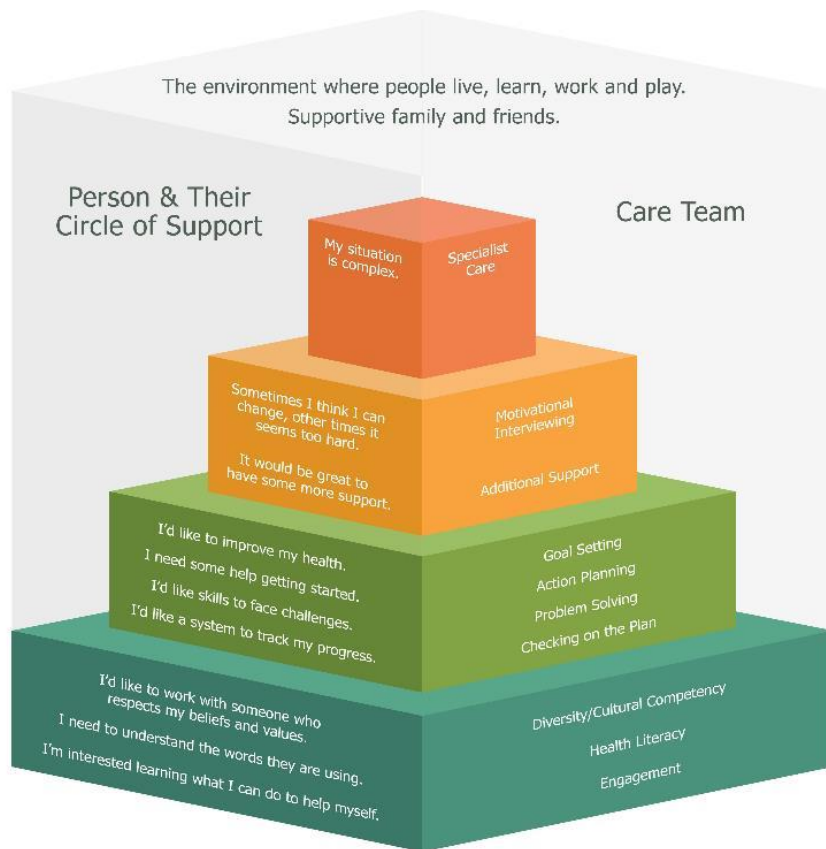 The environment where people live, learn, work and play.
Supportive family and friends.
Person & Their
Circle of Support
Care Team
My situation
is complex.
Specialist
Care
Sometimes I think I can
change, other times it
seems too hard.
It would be great to
have some more support.
Motivational
Interviewing
Additional Support
I'd like to improve my health.
I need some help getting started.
I'd like skills to face challenges.
I'd like a system to track my progress.
Goal Setting
Action Planning
Problem Solving
Checking on the Plan
I'd like to work with someone who
respects my beliefs and values.
I need to understand the words they are using.
I'm interested learning what I can do to help myself.
Diversity/Cultural Competency
Health Literacy
Engagement